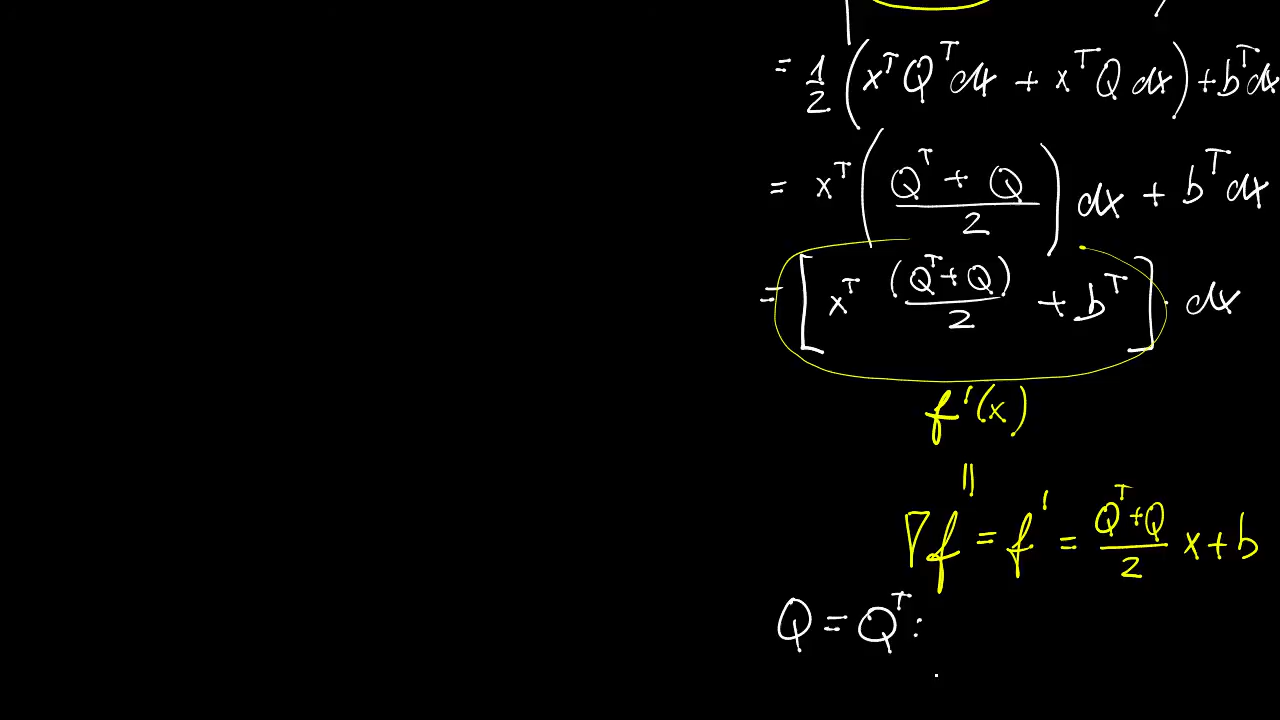 = 1/2 (xᵀQᵀdx + xᵀQ dx) + bᵀdx
= xᵀ ((Qᵀ + Q)/2) dx + bᵀdx
= [xᵀ (Qᵀ+Q)/2 + bᵀ] · dx
f'(x)
||
∇f = f' = (Qᵀ+Q)/2 x + b
Q = Qᵀ: